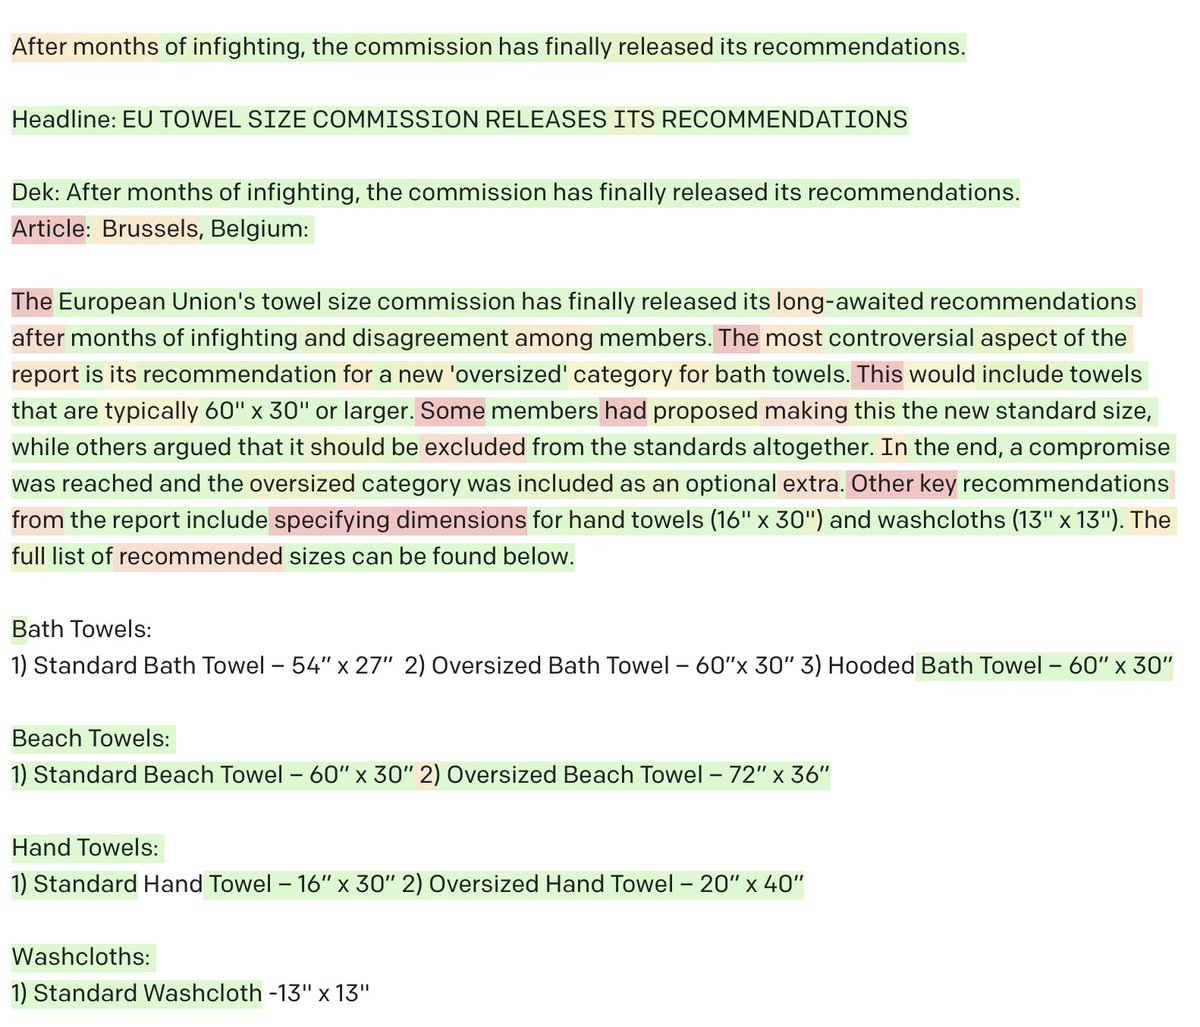 After months of infighting, the commission has finally released its recommendations.
Headline: EU TOWEL SIZE COMMISSION RELEASES ITS RECOMMENDATIONS
Dek: After months of infighting, the commission has finally released its recommendations.
Article:  Brussels, Belgium:
The European Union's towel size commission has finally released its long-awaited recommendations
after months of infighting and disagreement among members. The most controversial aspect of the
report is its recommendation for a new 'oversized' category for bath towels. This would include towels
that are typically 60" x 30" or larger. Some members had proposed making this the new standard size,
while others argued that it should be excluded from the standards altogether. In the end, a compromise
was reached and the oversized category was included as an optional extra. Other key recommendations
from the report include specifying dimensions for hand towels (16" x 30") and washcloths (13" x 13"). The
full list of recommended sizes can be found below.
Bath Towels:
1) Standard Bath Towel – 54″ x 27″  2) Oversized Bath Towel – 60″x 30″ 3) Hooded Bath Towel – 60″ x 30″
Beach Towels:
1) Standard Beach Towel – 60″ x 30″ 2) Oversized Beach Towel – 72″ x 36″
Hand Towels:
1) Standard Hand Towel – 16″ x 30″ 2) Oversized Hand Towel – 20″ x 40″
Washcloths:
1) Standard Washcloth -13" x 13"